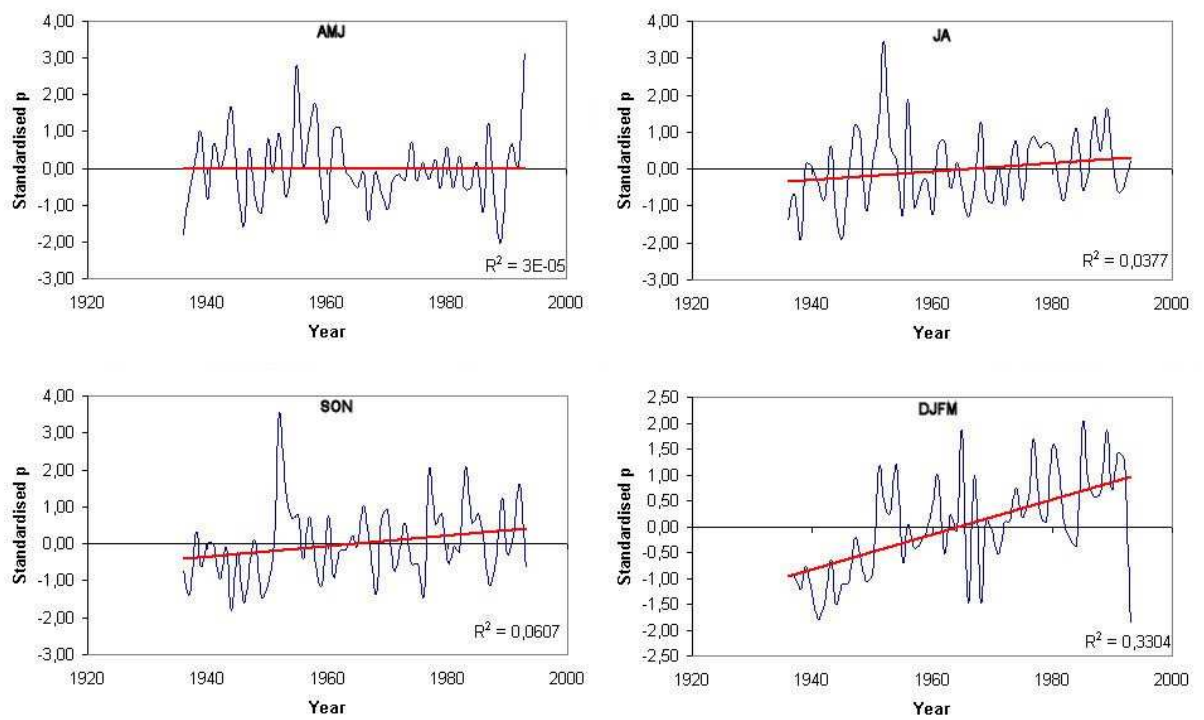 AMJ
4,00
3,00
2,00
1,00
0,00
-1,00
-2,00
-3,00
Standardised p
R² = 3E-05
1920 1940 1960 1980 2000
Year
JA
4,00
3,00
2,00
1,00
0,00
-1,00
-2,00
-3,00
Standardised p
R² = 0,0377
1920 1940 1960 1980 2000
Year
SON
4,00
3,00
2,00
1,00
0,00
-1,00
-2,00
-3,00
Standardised p
R² = 0,0607
1920 1940 1960 1980 2000
Year
DJFM
2,50
2,00
1,50
1,00
0,50
0,00
-0,50
-1,00
-1,50
-2,00
-2,50
Standardised p
R² = 0,3304
1920 1940 1960 1980 2000
Year